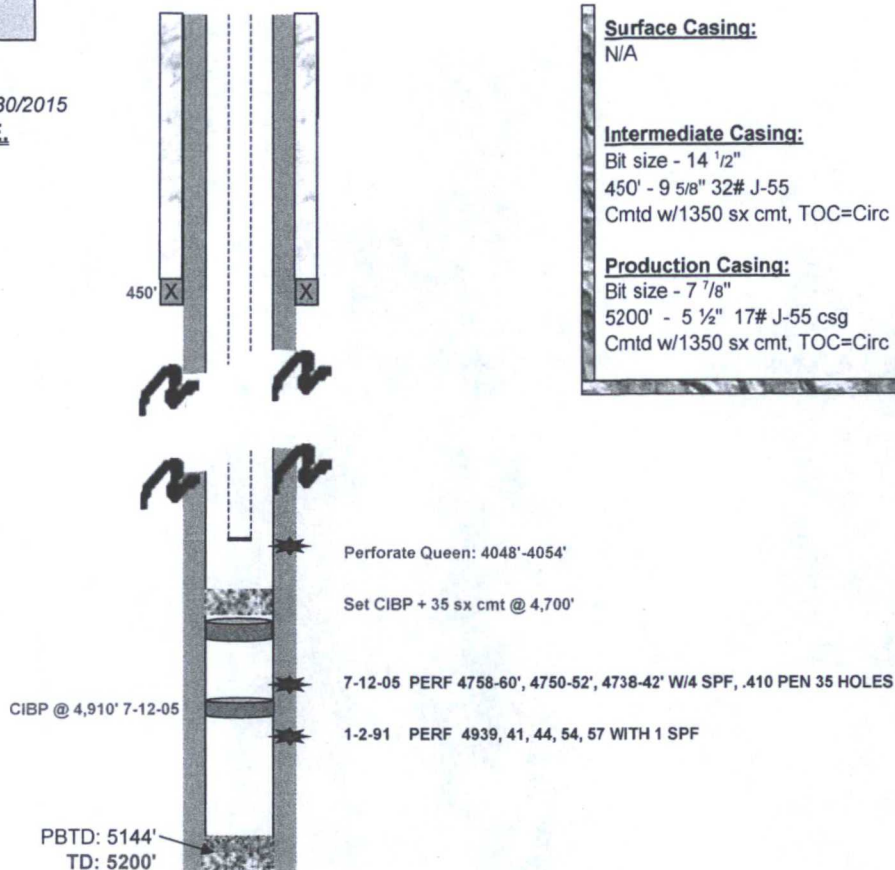 30/2015
Surface Casing:
N/A
Intermediate Casing:
Bit size - 14 1/2"
450' - 9 5/8" 32# J-55
Cmtd w/1350 sx cmt, TOC=Circ
Production Casing:
Bit size - 7 7/8"
5200' - 5 ½" 17# J-55 csg
Cmtd w/1350 sx cmt, TOC=Circ
450' X X
Perforate Queen: 4048'-4054'
Set CIBP + 35 sx cmt @ 4,700'
7-12-05 PERF 4758-60', 4750-52', 4738-42' W/4 SPF, .410 PEN 35 HOLES
CIBP @ 4,910' 7-12-05
1-2-91 PERF 4939, 41, 44, 54, 57 WITH 1 SPF
PBTD: 5144'
TD: 5200'